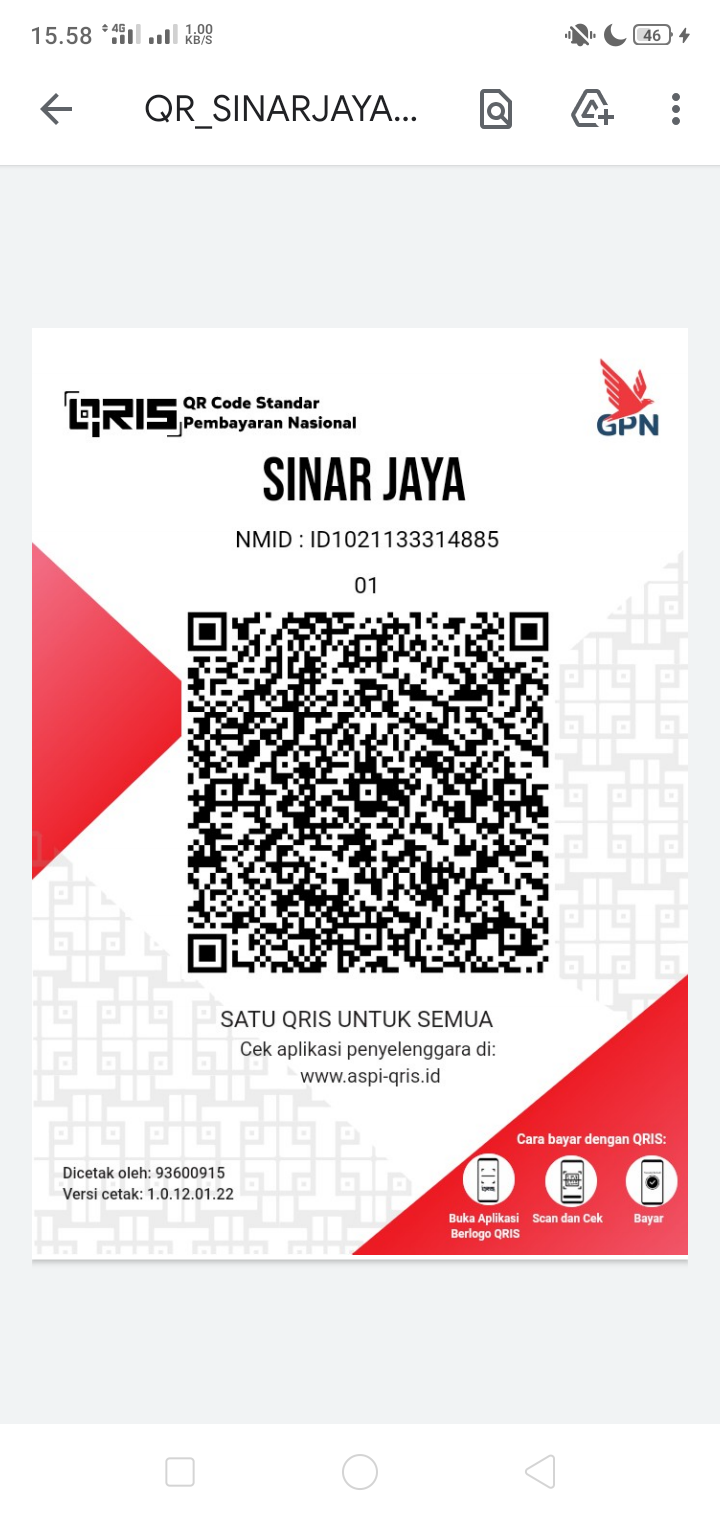 15.58 4G 1.00 KB/S 46
QR_SINARJAYA...
QRIS QR Code Standar
Pembayaran Nasional
GPN
SINAR JAYA
NMID : ID1021133314885
01
SATU QRIS UNTUK SEMUA
Cek aplikasi penyelenggara di:
www.aspi-qris.id
Cara bayar dengan QRIS:
Dicetak oleh: 93600915
Versi cetak: 1.0.12.01.22
Buka Aplikasi
Berlogo QRIS
Scan dan Cek
Bayar